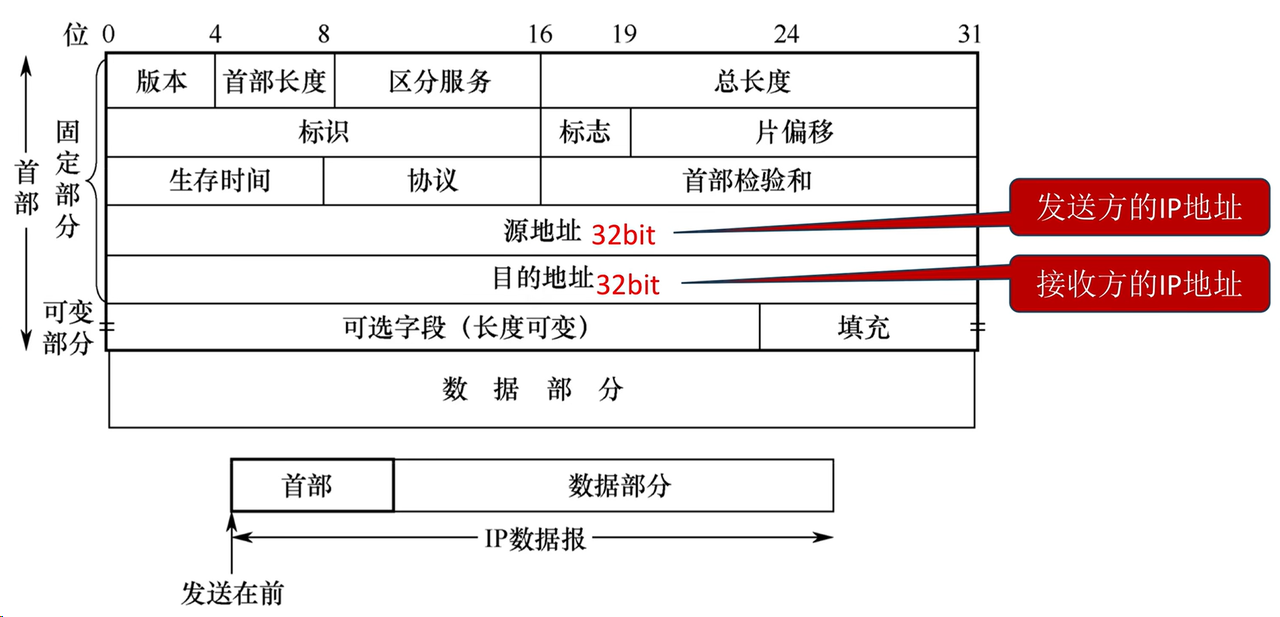 位 0 4 8 16 19 24 31
版本 首部长度 区分服务 总长度
标识 标志 片偏移
生存时间 协议 首部检验和
源地址 32bit
目的地址 32bit
可选字段（长度可变） 填充
数 据 部 分
首部
固定部分
可变
部分
发送方的IP地址
接收方的IP地址
首部 数据部分
IP数据报
发送在前